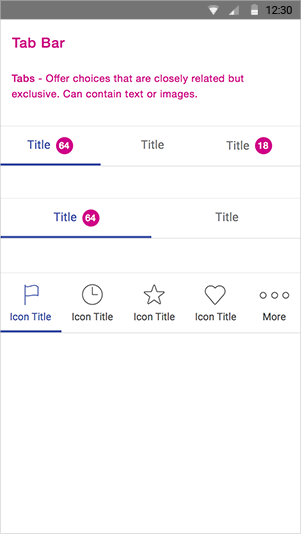 12:30
Tab Bar
Tabs - Offer choices that are closely related but
exclusive. Can contain text or images.
Title 64 Title Title 18
Title 64 Title
Icon Title Icon Title Icon Title Icon Title More